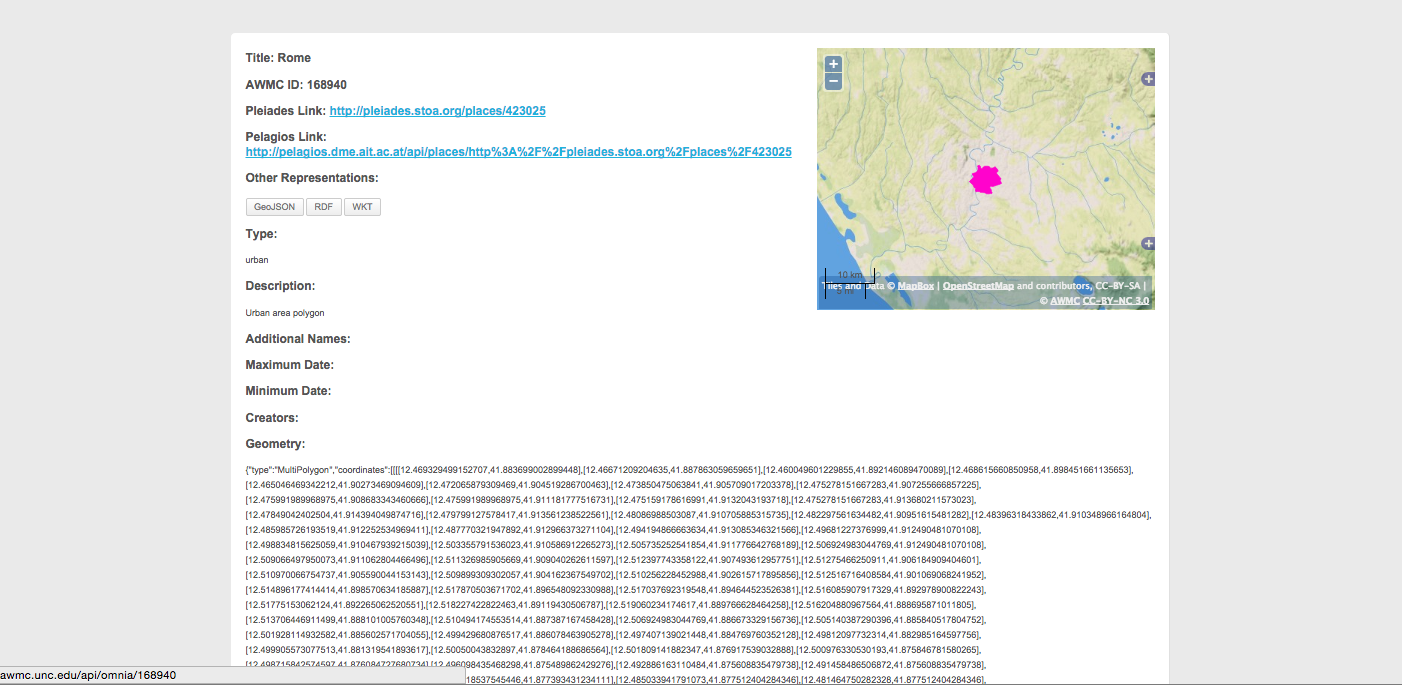 Title: Rome
AWMC ID: 168940
Pleiades Link: http://pleiades.stoa.org/places/423025
Pelagios Link:
http://pelagios.dme.ait.ac.at/api/places/http%3A%2F%2Fpleiades.stoa.org%2Fplaces%2F423025
Other Representations:
GeoJSON RDF WKT
Type:
urban
Description:
Urban area polygon
Additional Names:
Maximum Date:
Minimum Date:
Creators:
Geometry:
{"type":"MultiPolygon","coordinates":[[[[12.469329499152707,41.883699002899448],[12.46671209204635,41.887863059659651],[12.460049601229855,41.892146089470089],[12.468615660850958,41.898451661135653],
[12.465046469342212,41.90273469094609],[12.472065879309469,41.904519286700463],[12.473850475063841,41.905709017203378],[12.475278151667283,41.907255666857225],
[12.475991989968975,41.908683343460666],[12.475991989968975,41.911181777516731],[12.475159178616991,41.9132043193718],[12.475278151667283,41.913680211573023],
[12.47849042402504,41.914394049874716],[12.479799127578417,41.913561238522561],[12.48086988503087,41.910705885315735],[12.482297561634482,41.90951615481282],[12.48396318433862,41.910348966164804],
[12.485985726193519,41.912252534969411],[12.487770321947892,41.912966373271104],[12.494194866663634,41.913085346321566],[12.49681227376999,41.912490481070108],
[12.498834815625059,41.910467939215039],[12.503355791536023,41.910586912265273],[12.505735252541854,41.911776642768189],[12.506924983044769,41.912490481070108],
[12.509066497950073,41.911062804466496],[12.511326985905669,41.909040262611597],[12.512397743358122,41.907493612957751],[12.51275466250911,41.906184909404601],
[12.510970066754737,41.905590044153143],[12.509899309302057,41.904162367549702],[12.510256228452988,41.902615717895856],[12.512516716408584,41.901069068241952],
[12.514896177414414,41.898570634185887],[12.517870503671702,41.896548092330988],[12.517037692319548,41.894644523526381],[12.516085907917329,41.892978900822243],
[12.51775153062124,41.892265062520551],[12.518227422822463,41.89119430506787],[12.519060234174617,41.889766628464258],[12.516204880967564,41.888695871011805],
[12.513706446911499,41.888101005760348],[12.510494174553514,41.887387167458428],[12.506924983044769,41.886673329156736],[12.505140387290396,41.885840517804752],
[12.501928114932582,41.885602571704055],[12.499429680876517,41.886078463905278],[12.497407139021448,41.884769760352128],[12.49812097732314,41.882985164597756],
[12.499905573077513,41.881319541893617],[12.50050043832897,41.878464188686564],[12.501809141882347,41.876917539032888],[12.500976330530193,41.875846781580265],
[12.498715842574597,41.876084727680734],[12.496098435468298,41.875489862429276],[12.492886163110484,41.875608835479738],[12.491458486506872,41.875608835479738],
18537545446,41.877393431234111],[12.485033941791073,41.877512404284346],[12.481464750282328,41.877512404284346],
awmc.unc.edu/api/omnia/168940
+
−
+
+
10 km
Tiles and Data © MapBox | OpenStreetMap and contributors, CC-BY-SA |
© AWMC CC-BY-NC 3.0